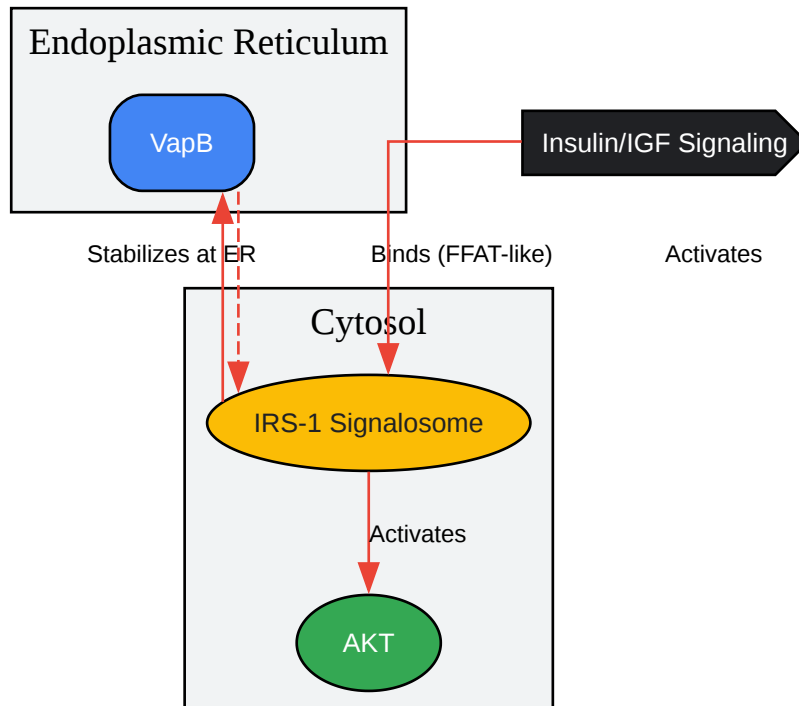 Endoplasmic Reticulum
VapB
Insulin/IGF Signaling
Stabilizes at ER
Binds (FFAT-like)
Activates
Cytosol
IRS-1 Signalosome
Activates
AKT